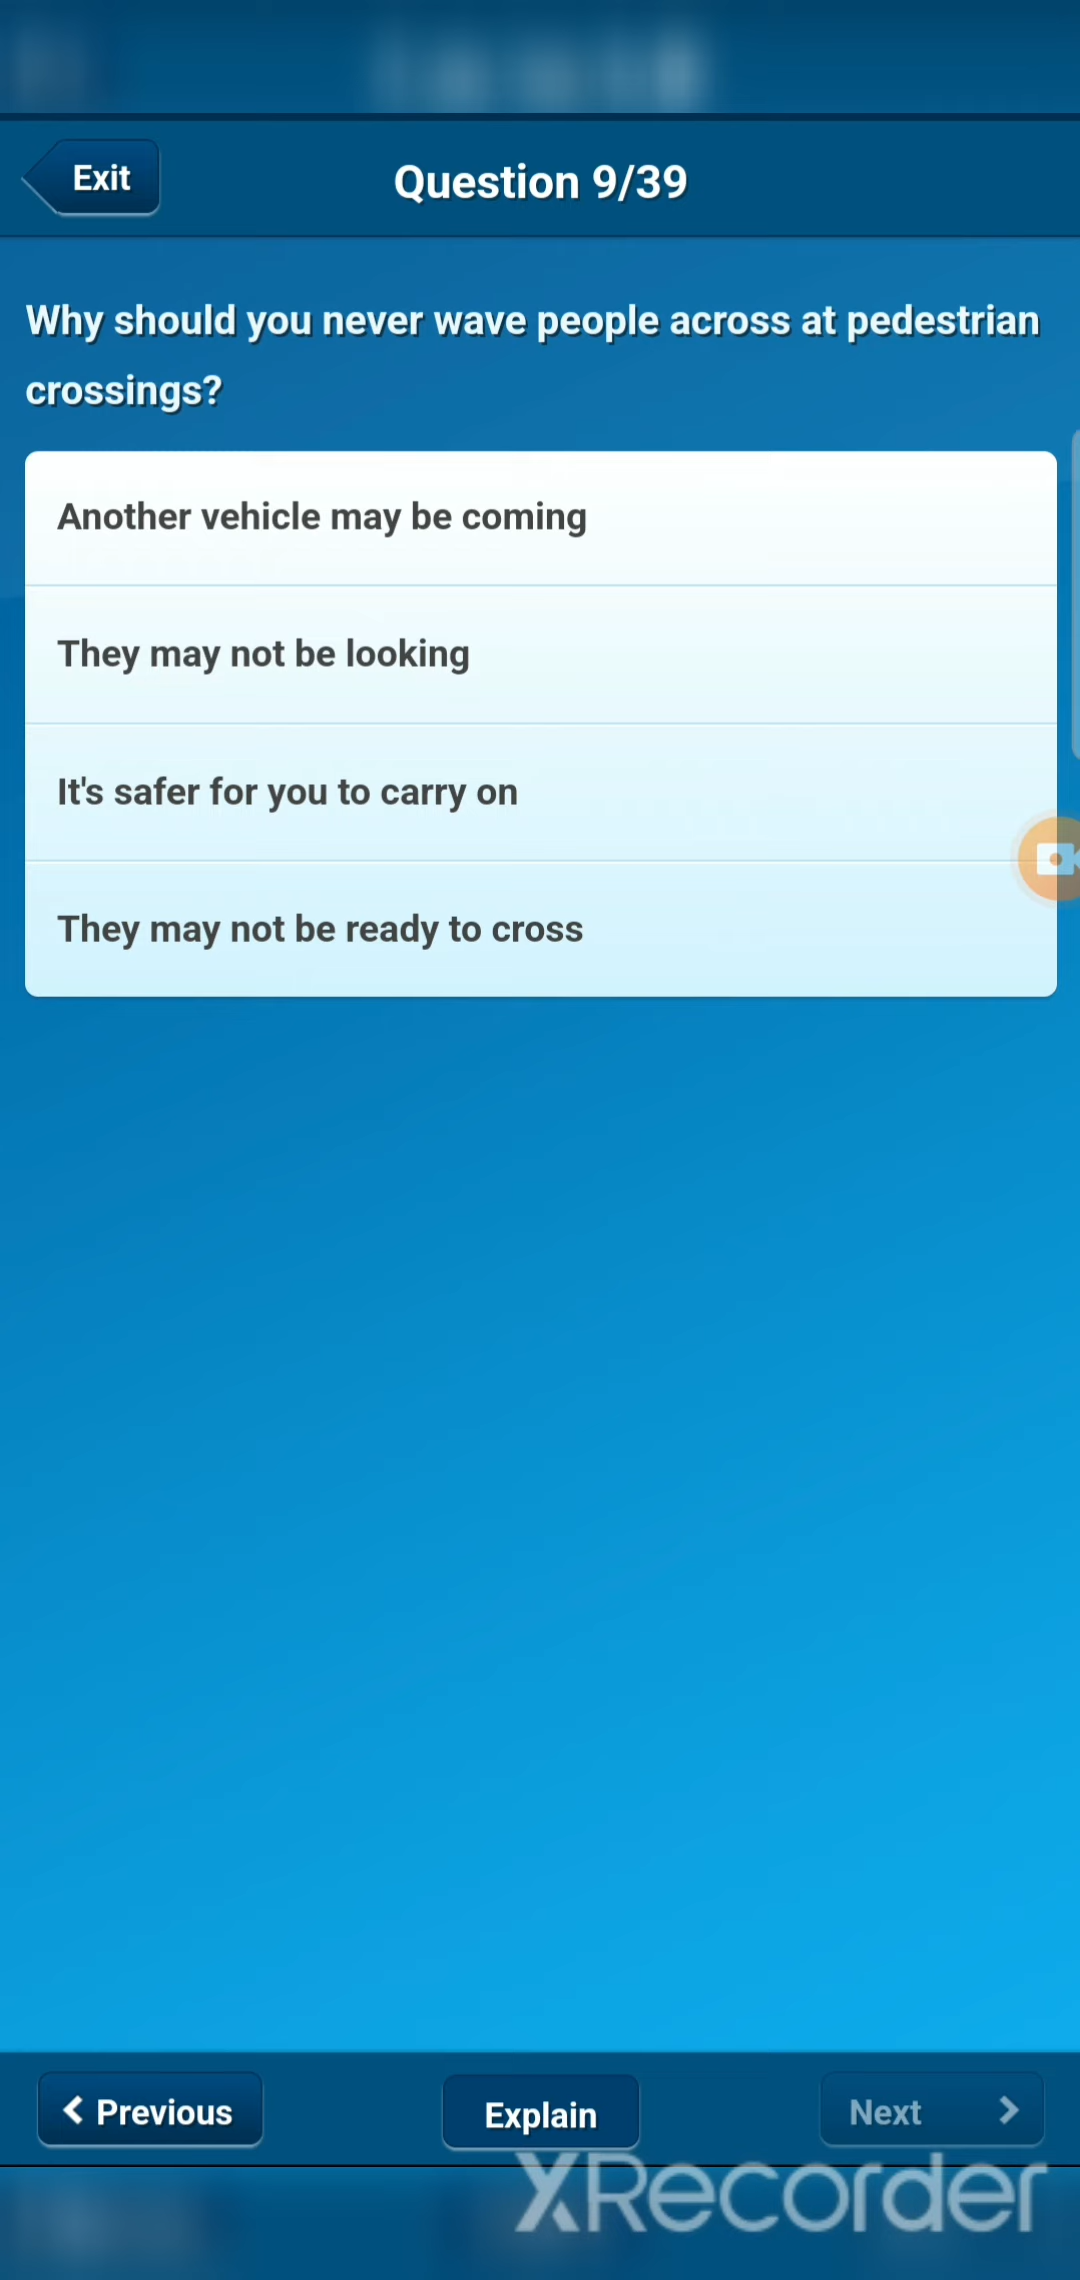 Exit
Question 9/39
Why should you never wave people across at pedestrian
crossings?
Another vehicle may be coming
They may not be looking
It's safer for you to carry on
They may not be ready to cross
Previous
Explain
Next
XRecorder